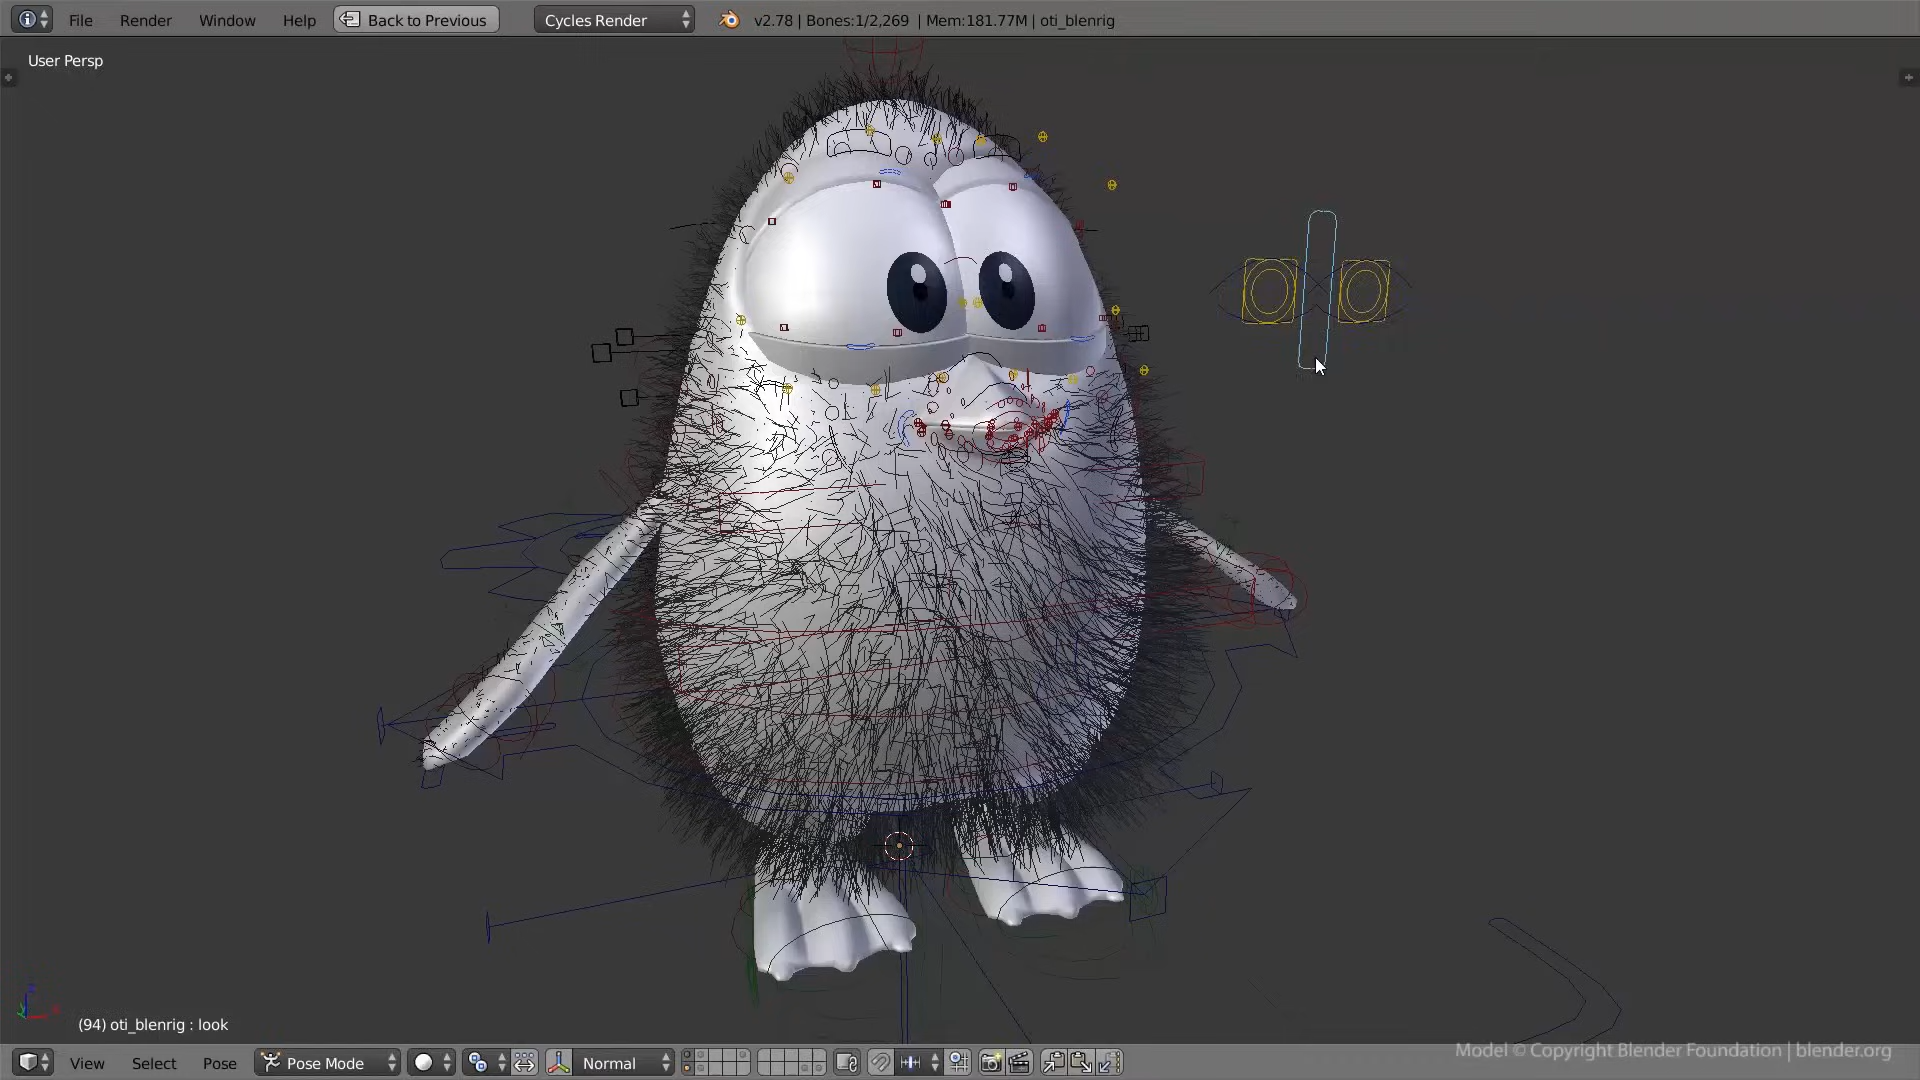 File Render Window Help Back to Previous Cycles Render v2.78 | Bones:1/2,269 | Mem:181.77M | oti_blenrig
User Persp
(94) oti_blenrig : look
View Select Pose Pose Mode Normal
Model © Copyright Blender Foundation | blender.org